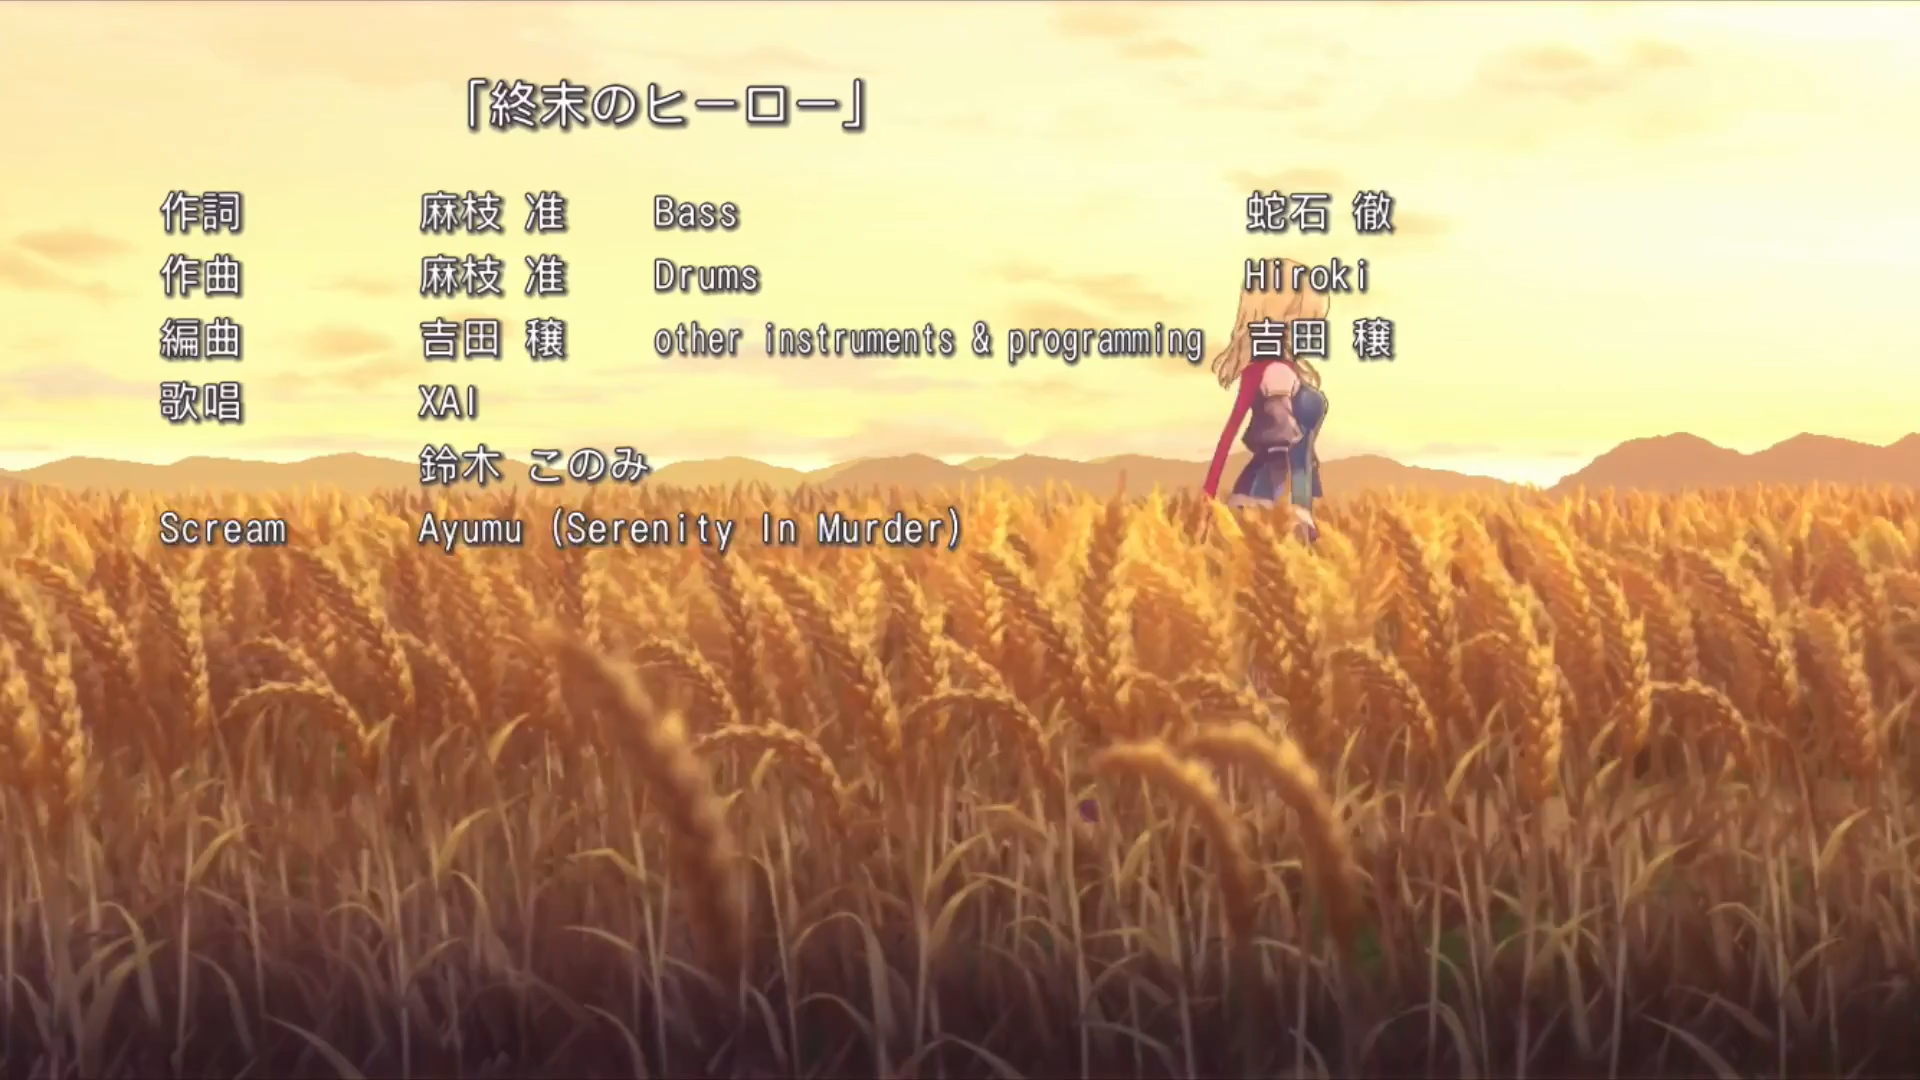 「終末のヒーロー」
作詞 麻枝 准 Bass 蛇石 徹
作曲 麻枝 准 Drums Hiroki
編曲 吉田 穣 other instruments & programming 吉田 穣
歌唱 XAI
鈴木 このみ
Scream Ayumu (Serenity In Murder)